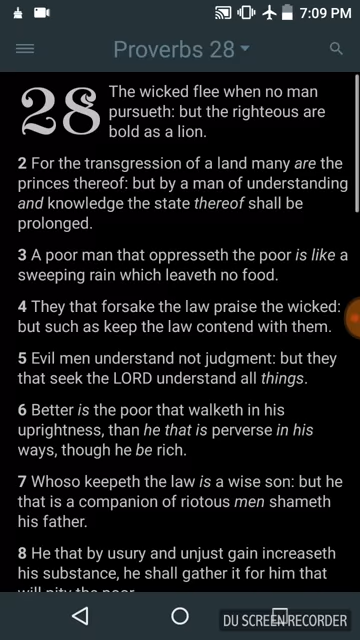 7:09 PM
Proverbs 28
28 The wicked flee when no man
pursueth: but the righteous are
bold as a lion.
2 For the transgression of a land many are the
princes thereof: but by a man of understanding
and knowledge the state thereof shall be
prolonged.
3 A poor man that oppresseth the poor is like a
sweeping rain which leaveth no food.
4 They that forsake the law praise the wicked:
but such as keep the law contend with them.
5 Evil men understand not judgment: but they
that seek the LORD understand all things.
6 Better is the poor that walketh in his
uprightness, than he that is perverse in his
ways, though he be rich.
7 Whoso keepeth the law is a wise son: but he
that is a companion of riotous men shameth
his father.
8 He that by usury and unjust gain increaseth
his substance, he shall gather it for him that
will pity the poor.
DU SCREEN RECORDER